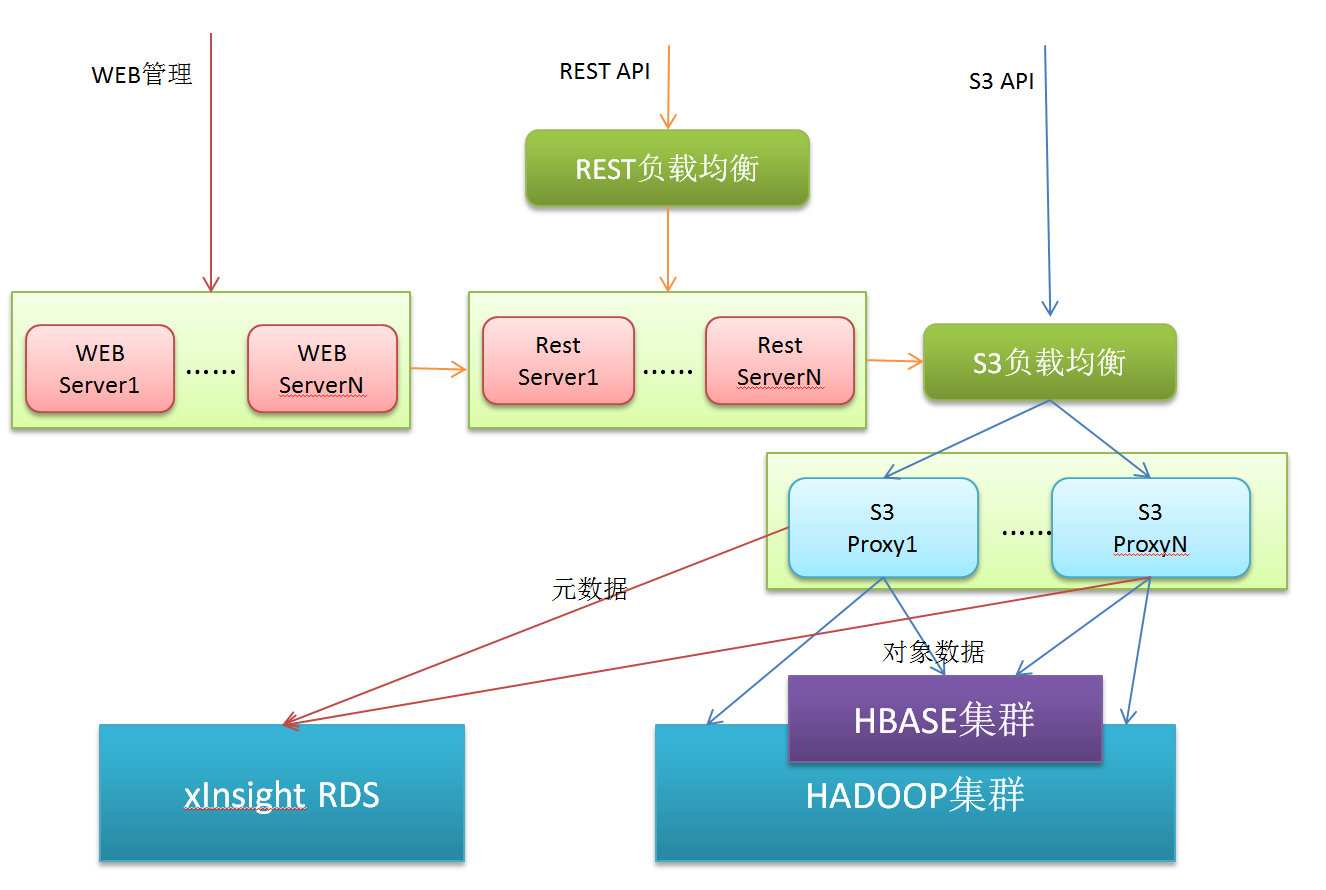 WEB管理
REST API
S3 API
REST负载均衡
WEB
Server1
……
WEB
ServerN
Rest
Server1
……
Rest
ServerN
S3负载均衡
S3
Proxy1
……
S3
ProxyN
元数据
对象数据
HBASE集群
xInsight RDS
HADOOP集群